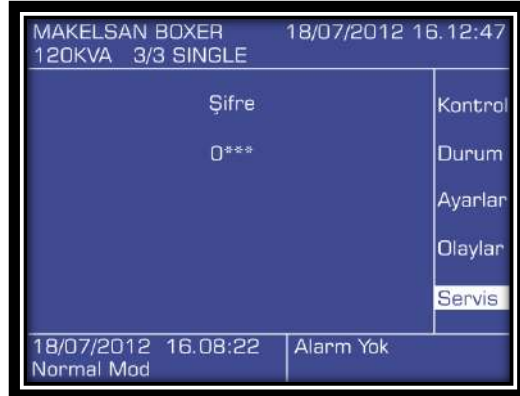 MAKELSAN BOXER 18/07/2012 16.12:47
120KVA 3/3 SINGLE
Şifre
0***
Kontrol
Durum
Ayarlar
Olaylar
Servis
18/07/2012 16.08:22 Alarm Yok
Normal Mod